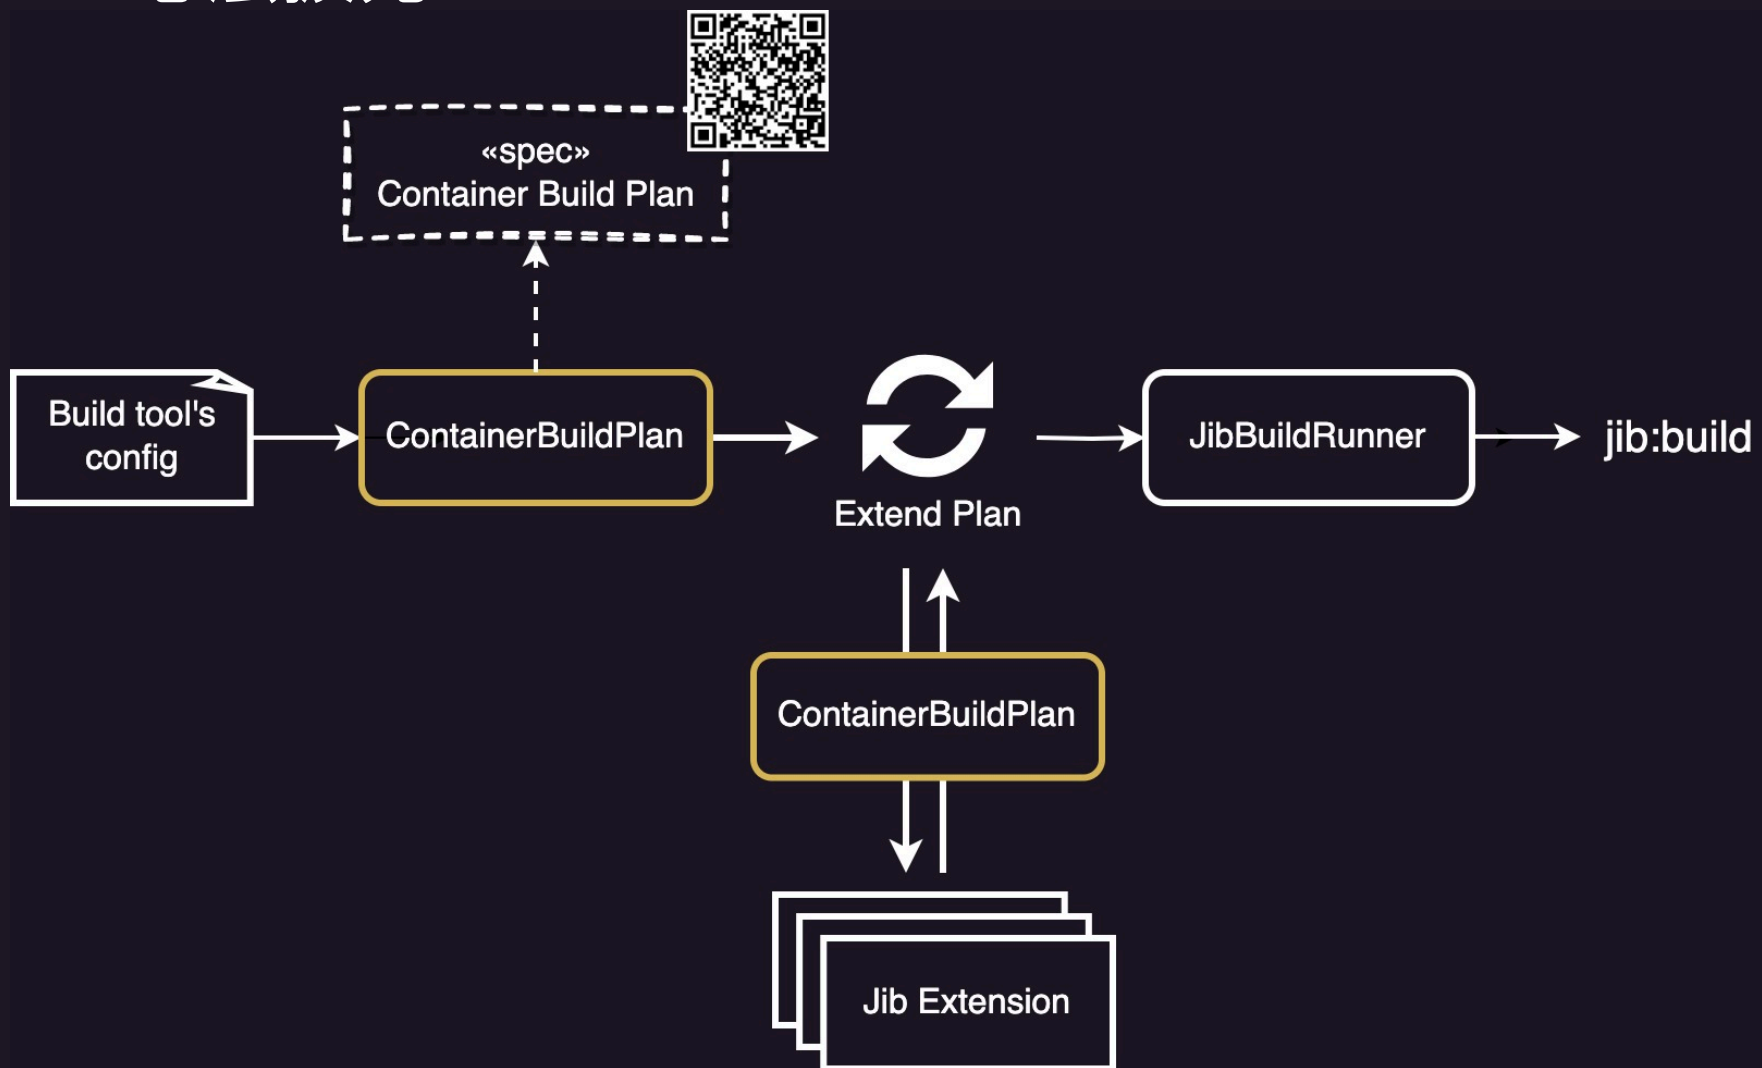 «spec»
Container Build Plan
Build tool's
config
ContainerBuildPlan
Extend Plan
JibBuildRunner
jib:build
ContainerBuildPlan
Jib Extension